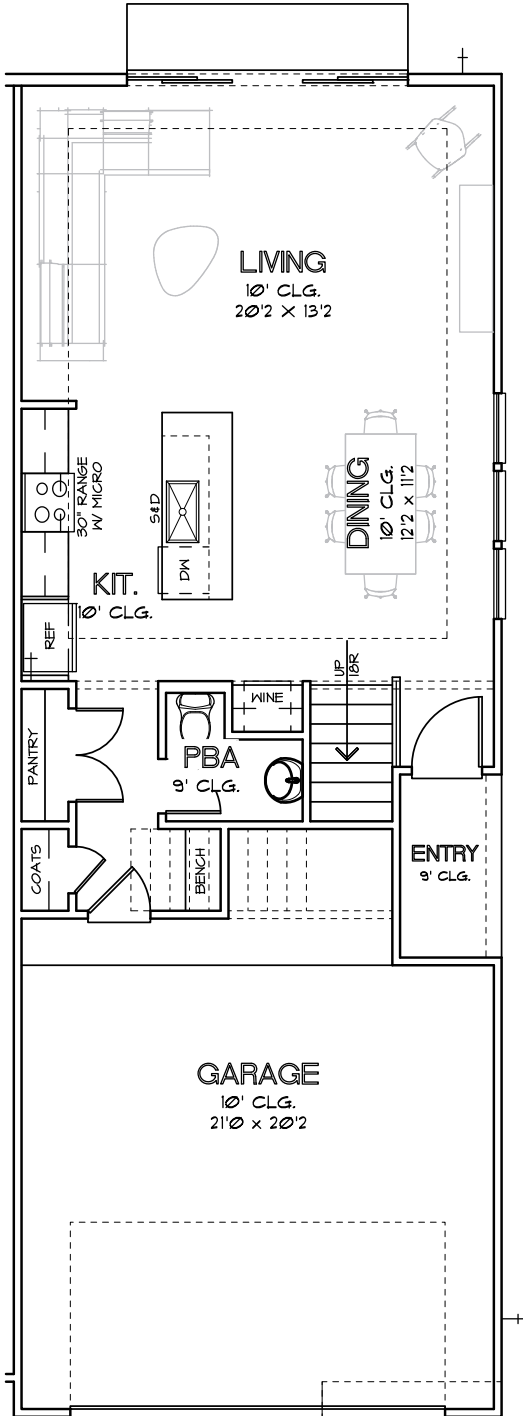 LIVING
10' CLG.
20'2 X 13'2
30" RANGE
W/ MICRO
S&D
DW
DINING
10' CLG.
12'2 x 11'2
KIT.
10' CLG.
REF
UP
18R
WINE
PANTRY
PBA
9' CLG.
COATS
BENCH
ENTRY
9' CLG.
GARAGE
10' CLG.
21'0 x 20'2